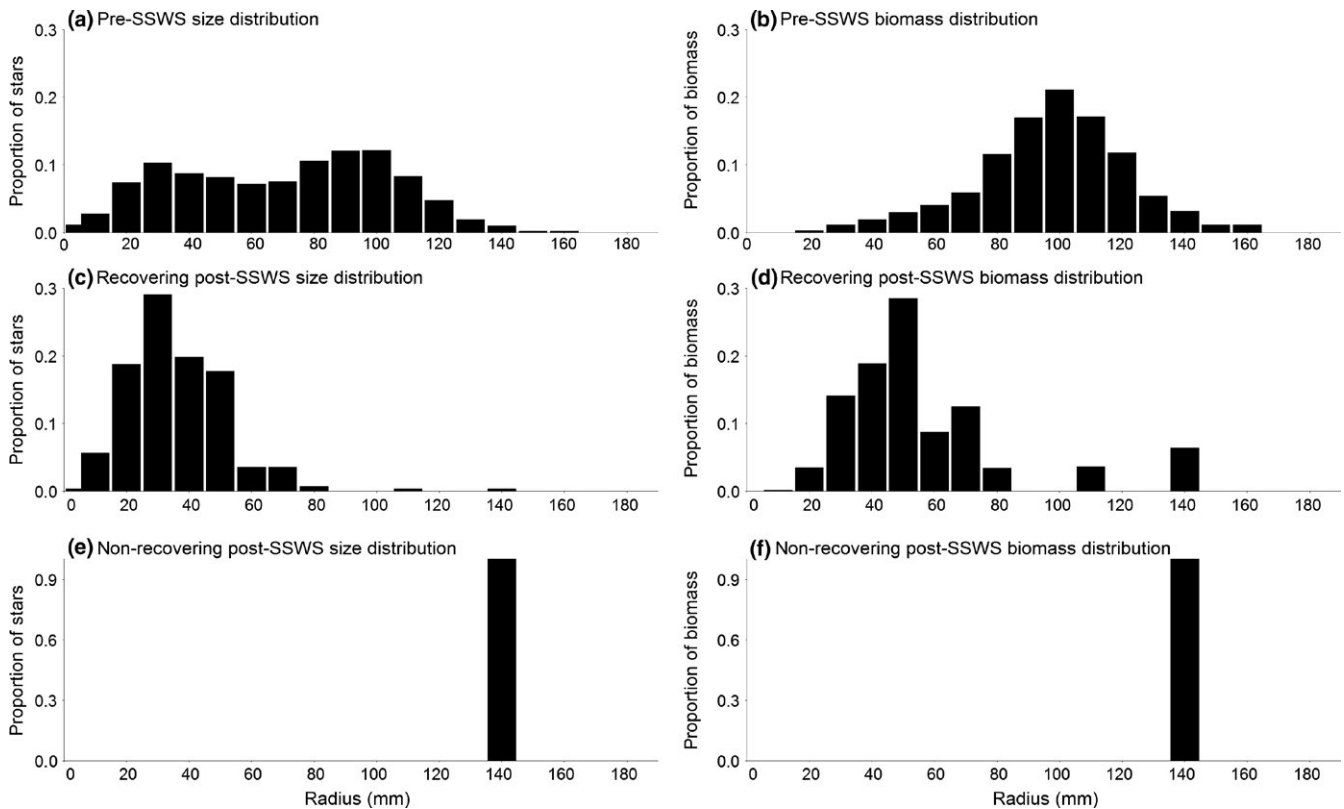 (a) Pre-SSWS size distribution
Proportion of stars
0.3
0.2
0.1
0.0
0 20 40 60 80 100 120 140 160 180
(b) Pre-SSWS biomass distribution
Proportion of biomass
0.3
0.2
0.1
0.0
0 20 40 60 80 100 120 140 160 180
(c) Recovering post-SSWS size distribution
Proportion of stars
0.3
0.2
0.1
0.0
0 20 40 60 80 100 120 140 160 180
(d) Recovering post-SSWS biomass distribution
Proportion of biomass
0.3
0.2
0.1
0.0
0 20 40 60 80 100 120 140 160 180
(e) Non-recovering post-SSWS size distribution
Proportion of stars
0.9
0.6
0.3
0.0
0 20 40 60 80 100 120 140 160 180
Radius (mm)
(f) Non-recovering post-SSWS biomass distribution
Proportion of biomass
0.9
0.6
0.3
0.0
0 20 40 60 80 100 120 140 160 180
Radius (mm)